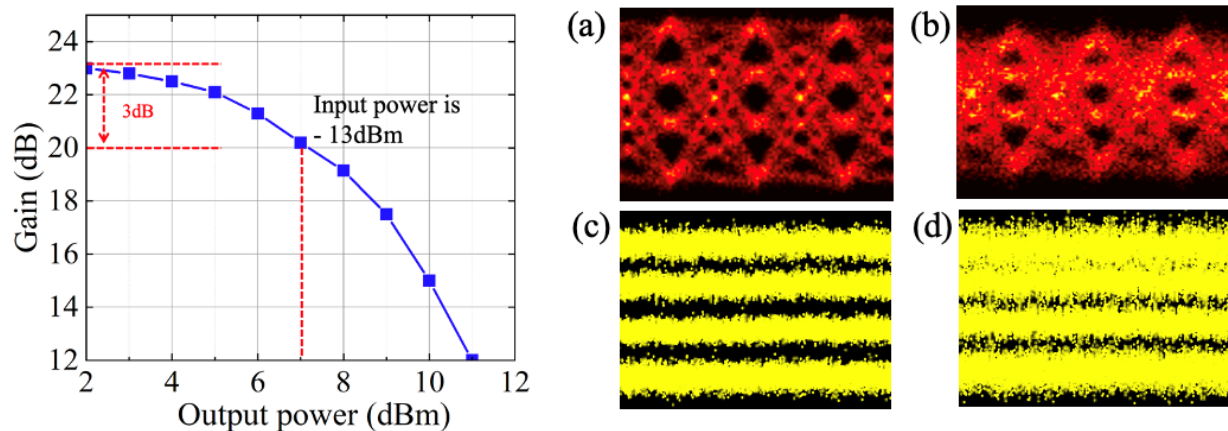 24
22
20
18
16
14
12
Gain (dB)
3dB
Input power is
- 13dBm
2 4 6 8 10 12
Output power (dBm)
(a)
(b)
(c)
(d)